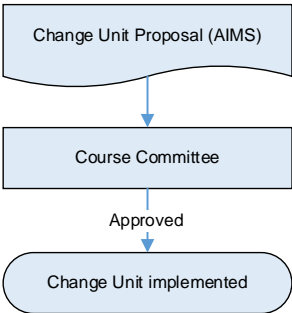 Change Unit Proposal (AIMS)
Course Committee
Approved
Change Unit implemented